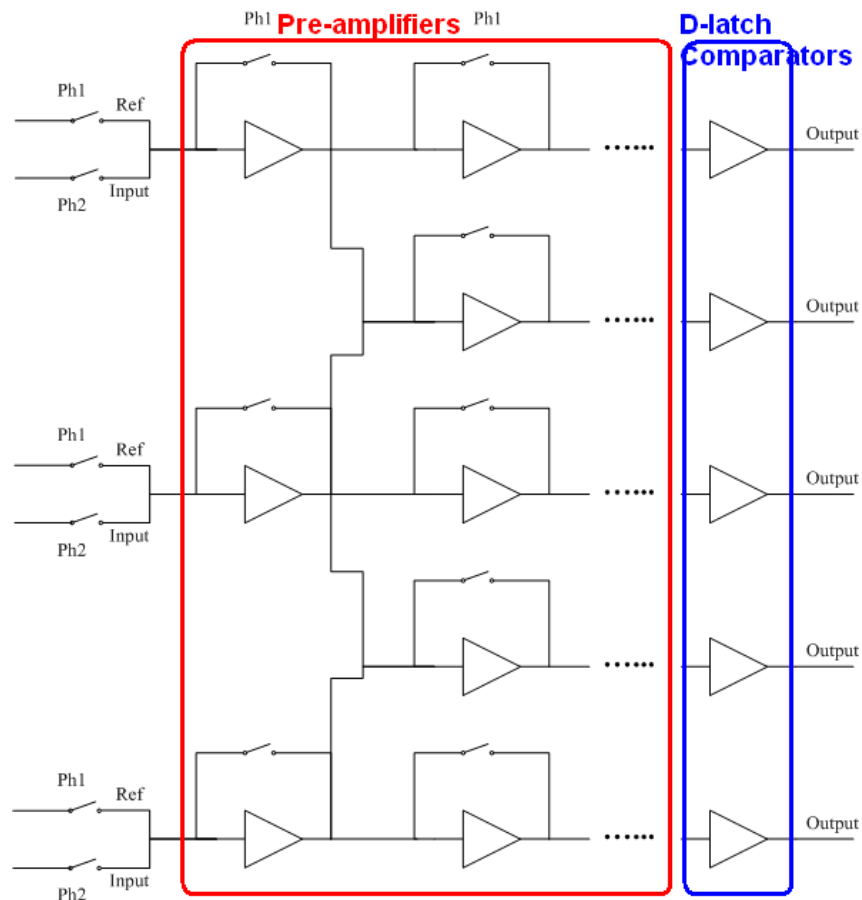 Ph1
Pre-amplifiers
Ph1
D-latch
Comparators
Ph1
Ref
Output
Input
Ph2
Output
Ph1
Ref
Output
Input
Ph2
Output
Ph1
Ref
Output
Input
Ph2